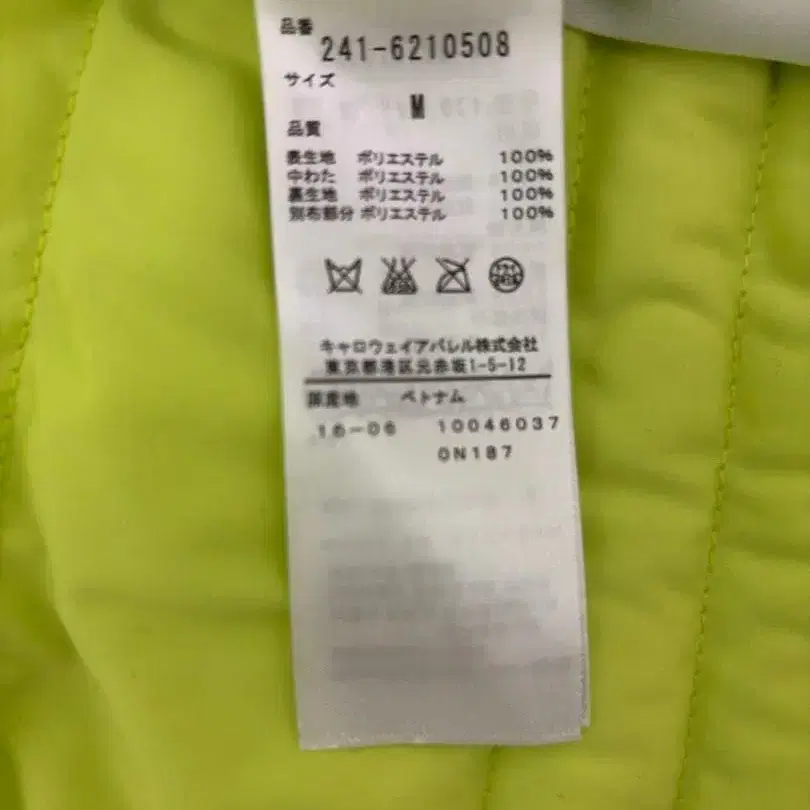 品番
241-6210508
サイズ
M
品質
表生地 ポリエステル 100%
中わた ポリエステル 100%
裏生地 ポリエステル 100%
別布部分 ポリエステル 100%
キャロウェイアパレル株式会社
東京都港区元赤坂1-5-12
原産地 ベトナム
16-06 10046037
0N187